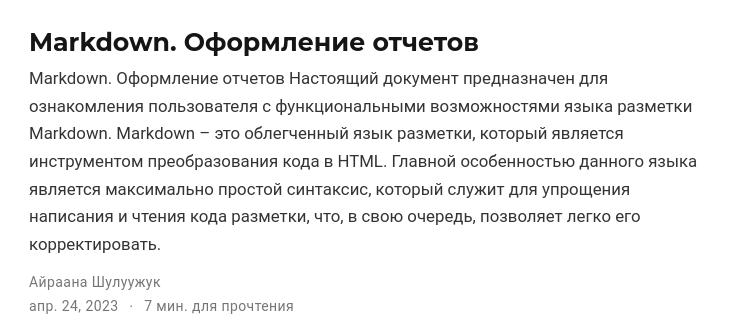 Markdown. Оформление отчетов
Markdown. Оформление отчетов Настоящий документ предназначен для
ознакомления пользователя с функциональными возможностями языка разметки
Markdown. Markdown – это облегченный язык разметки, который является
инструментом преобразования кода в HTML. Главной особенностью данного языка
является максимально простой синтаксис, который служит для упрощения
написания и чтения кода разметки, что, в свою очередь, позволяет легко его
корректировать.
Айраана Шулуужук
апр. 24, 2023 · 7 мин. для прочтения